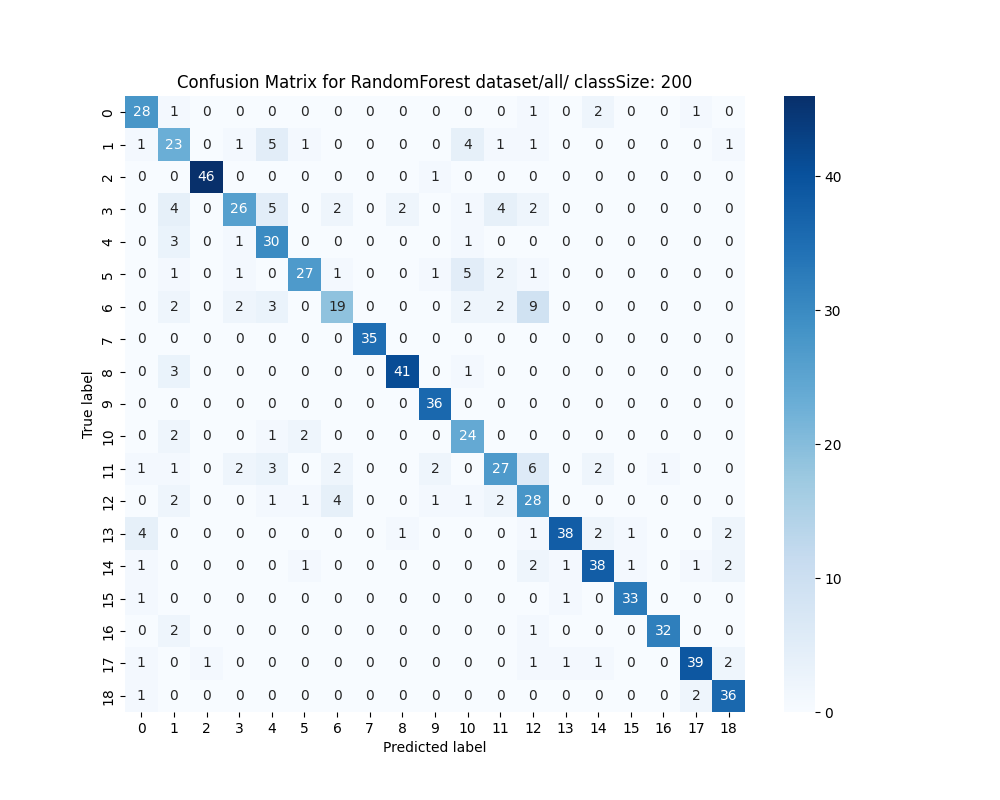 Confusion Matrix for RandomForest dataset/all/ classSize: 200
0 28 1 0 0 0 0 0 0 0 0 0 0 1 0 2 0 0 1 0
1 1 23 0 1 5 1 0 0 0 0 4 1 1 0 0 0 0 0 1
2 0 0 46 0 0 0 0 0 0 1 0 0 0 0 0 0 0 0 0
3 0 4 0 26 5 0 2 0 2 0 1 4 2 0 0 0 0 0 0
4 0 3 0 1 30 0 0 0 0 0 1 0 0 0 0 0 0 0 0
5 0 1 0 1 0 27 1 0 0 1 5 2 1 0 0 0 0 0 0
6 0 2 0 2 3 0 19 0 0 0 2 2 9 0 0 0 0 0 0
7 0 0 0 0 0 0 0 35 0 0 0 0 0 0 0 0 0 0 0
8 0 3 0 0 0 0 0 0 41 0 1 0 0 0 0 0 0 0 0
9 0 0 0 0 0 0 0 0 0 36 0 0 0 0 0 0 0 0 0
10 0 2 0 0 1 2 0 0 0 0 24 0 0 0 0 0 0 0 0
11 1 1 0 2 3 0 2 0 0 2 0 27 6 0 2 0 1 0 0
12 0 2 0 0 1 1 4 0 0 1 1 2 28 0 0 0 0 0 0
13 4 0 0 0 0 0 0 0 1 0 0 0 1 38 2 1 0 0 2
14 1 0 0 0 0 1 0 0 0 0 0 0 2 1 38 1 0 1 2
15 1 0 0 0 0 0 0 0 0 0 0 0 0 1 0 33 0 0 0
16 0 2 0 0 0 0 0 0 0 0 0 0 1 0 0 0 32 0 0
17 1 0 1 0 0 0 0 0 0 0 0 0 1 1 1 0 0 39 2
18 1 0 0 0 0 0 0 0 0 0 0 0 0 0 0 0 0 2 36
0 1 2 3 4 5 6 7 8 9 10 11 12 13 14 15 16 17 18
Predicted label
True label
40
30
20
10
0